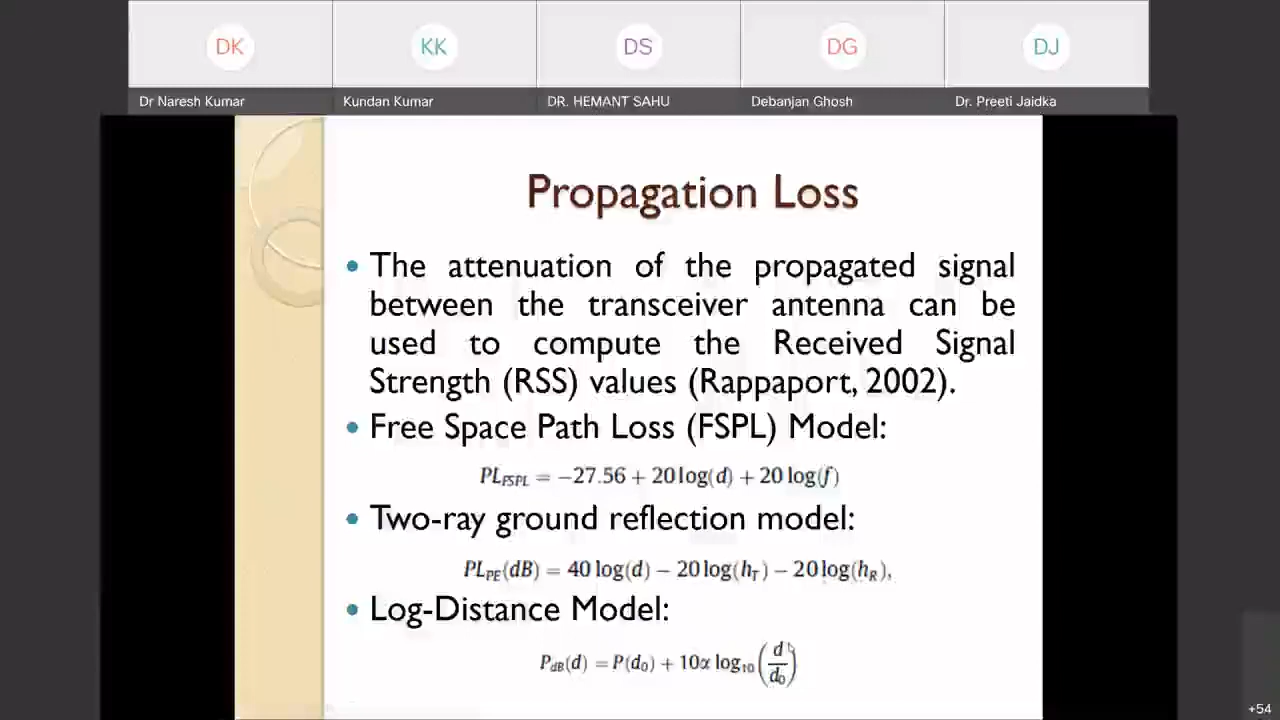 DK
KK
DS
DG
DJ
Dr Naresh Kumar
Kundan Kumar
DR. HEMANT SAHU
Debanjan Ghosh
Dr. Preeti Jaidka
Propagation Loss
• The attenuation of the propagated signal
between the transceiver antenna can be
used to compute the Received Signal
Strength (RSS) values (Rappaport, 2002).
• Free Space Path Loss (FSPL) Model:
PL_FSPL = −27.56 + 20 log(d) + 20 log(f)
• Two-ray ground reflection model:
PL_PE(dB) = 40 log(d) − 20 log(h_T) − 20 log(h_R),
• Log-Distance Model:
P_dB(d) = P(d_0) + 10α log_10(d/d_0)
+54